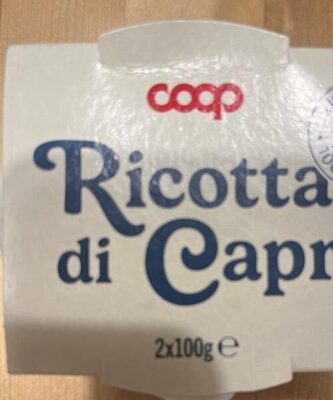 coop
Ricotta
di Capr
2x100g e